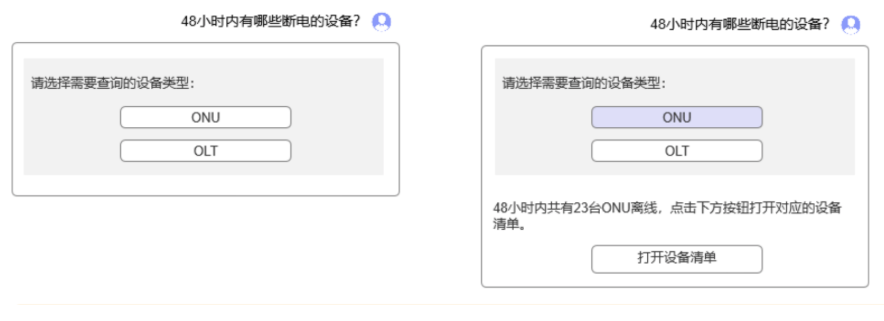 48小时内有哪些断电的设备?
请选择需要查询的设备类型:
ONU
OLT
48小时内有哪些断电的设备?
请选择需要查询的设备类型:
ONU
OLT
48小时内共有23台ONU离线，点击下方按钮打开对应的设备
清单。
打开设备清单